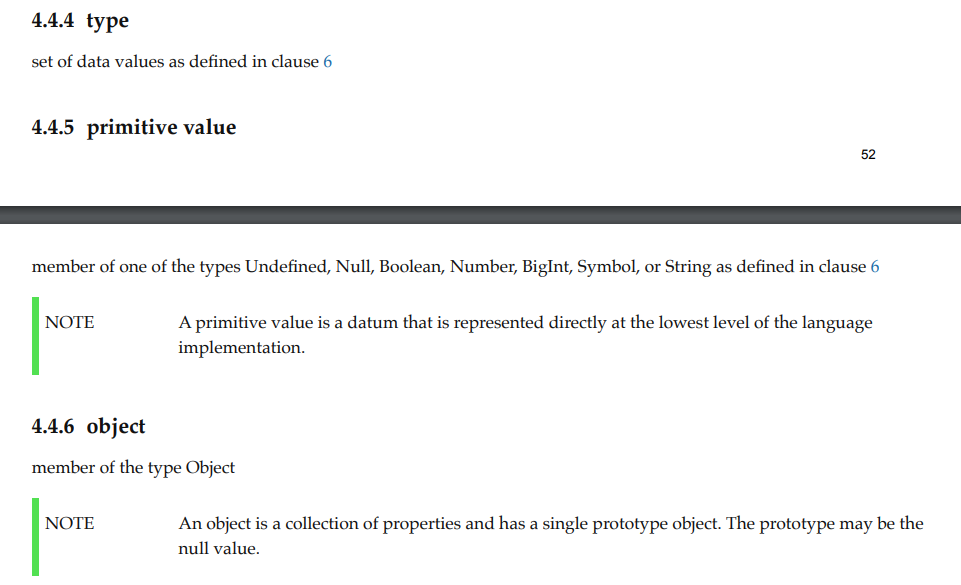 4.4.4 type
set of data values as defined in clause 6
4.4.5 primitive value
52
member of one of the types Undefined, Null, Boolean, Number, BigInt, Symbol, or String as defined in clause 6
NOTE A primitive value is a datum that is represented directly at the lowest level of the language
implementation.
4.4.6 object
member of the type Object
NOTE An object is a collection of properties and has a single prototype object. The prototype may be the
null value.